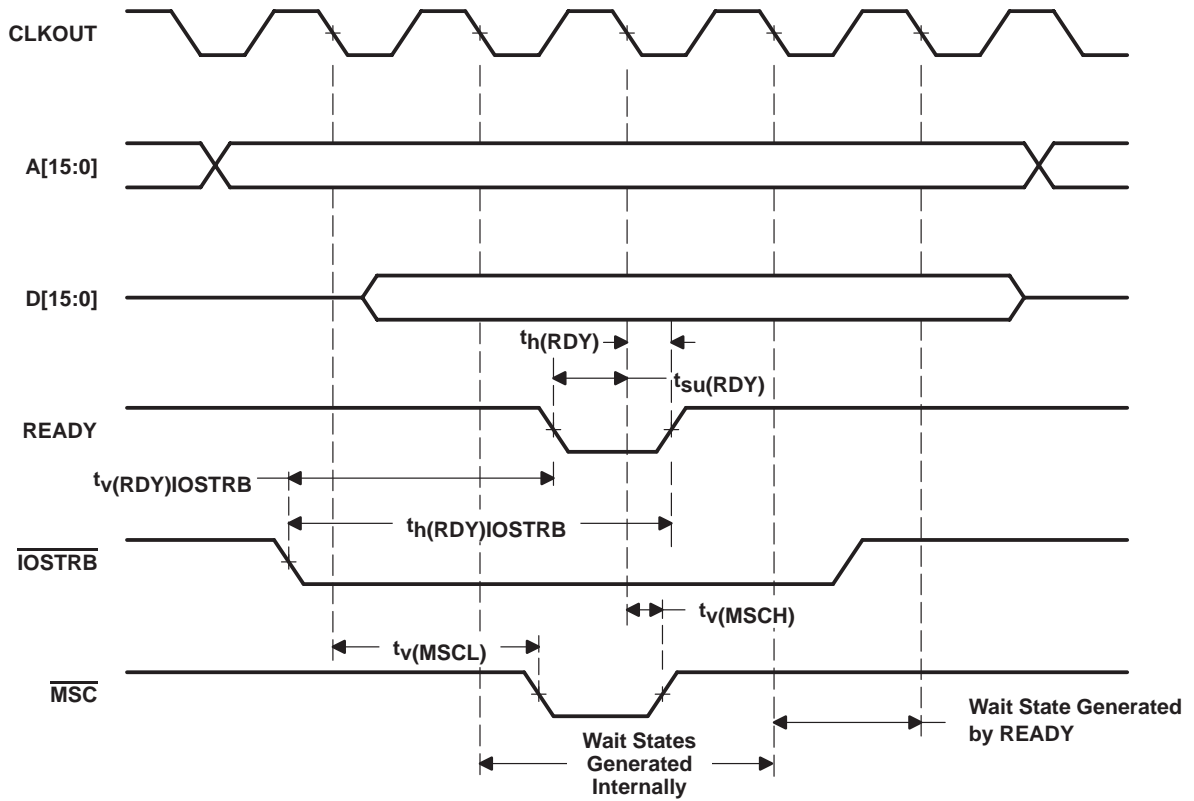 CLKOUT
A[15:0]
D[15:0]
th(RDY)
tsu(RDY)
READY
tv(RDY)IOSTRB
th(RDY)IOSTRB
IOSTRB
tv(MSCH)
tv(MSCL)
MSC
Wait State Generated
by READY
Wait States
Generated
Internally